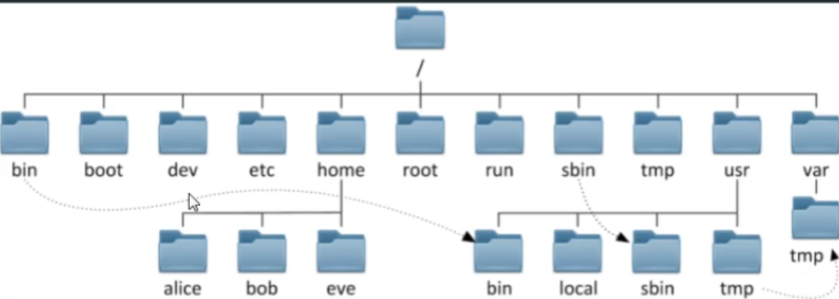 /
bin boot dev etc home root run sbin tmp usr var
tmp
alice bob eve bin local sbin tmp